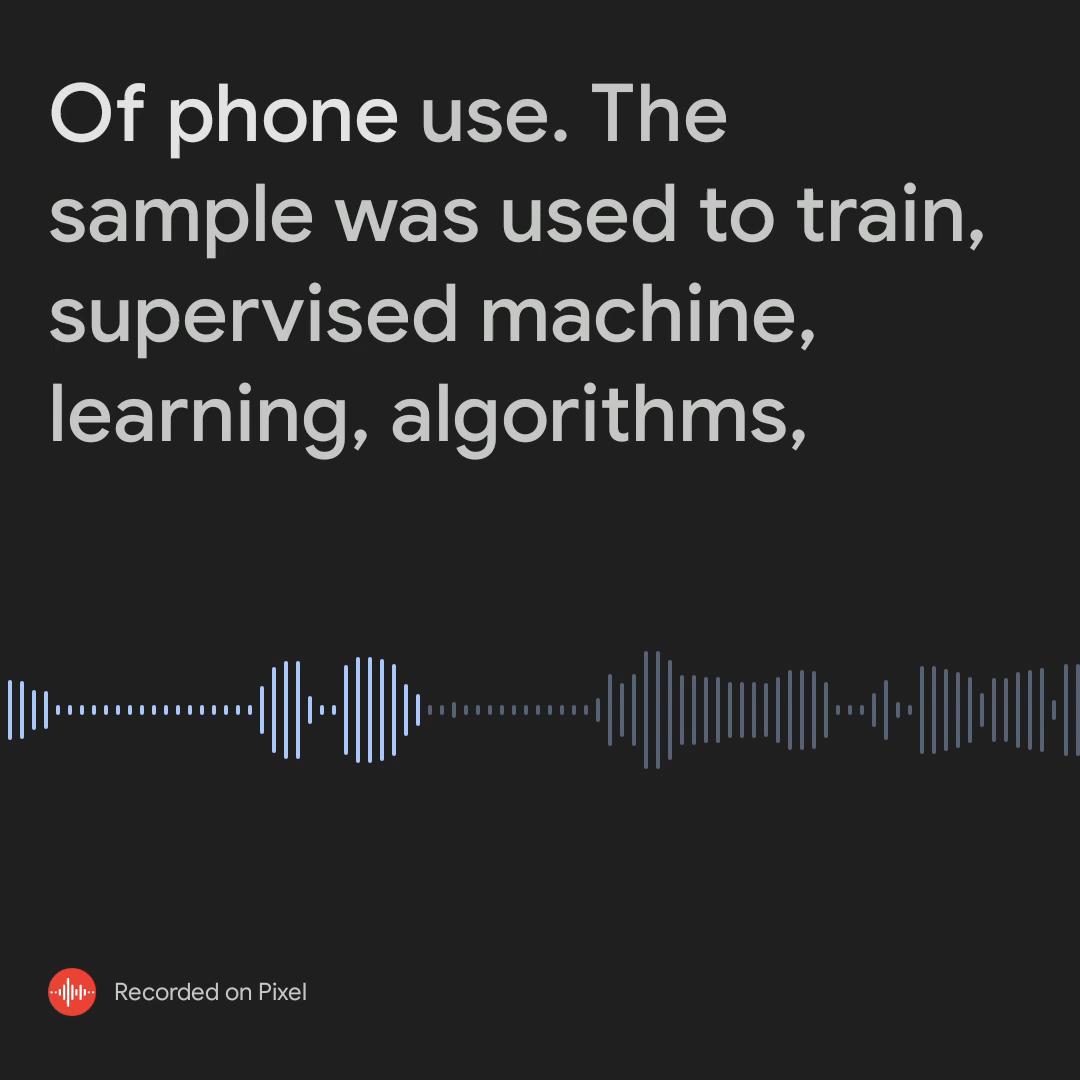 Of phone use. The
sample was used to train,
supervised machine,
learning, algorithms,
Recorded on Pixel